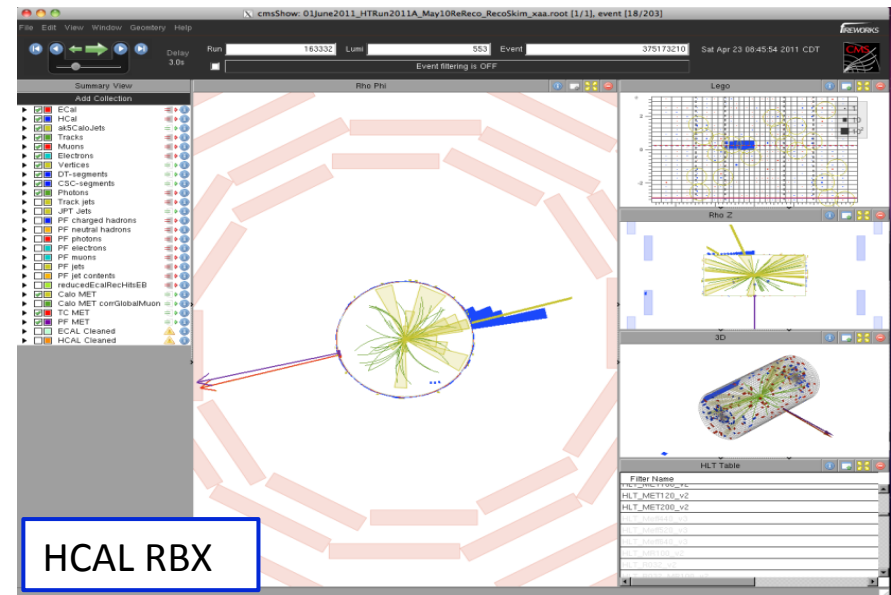 cmsShow: 01June2011_HTRun2011A_May10ReReco_RecoSkim_xaa.root [1/1], event [18/203]
File Edit View Window Geometry Help
FIREWORKS
Delay
3.0s
Run 163332 Lumi 553 Event 375173210 Sat Apr 23 08:45:54 2011 CDT
CMS
Event filtering is OFF
Summary View
Add Collection
ECal
HCal
ak5CaloJets
Tracks
Muons
Electrons
Vertices
DT-segments
CSC-segments
Photons
Track jets
JPT Jets
PF charged hadrons
PF neutral hadrons
PF photons
PF electrons
PF muons
PF jets
PF jet contents
reducedEcalRecHitsEB
Calo MET
Calo MET corrGlobalMuon
TC MET
PF MET
ECAL Cleaned
HCAL Cleaned
Rho Phi
Lego
Rho Z
3D
HLT Table
Filter Name
HLT_MET100_v2
HLT_MET120_v2
HLT_MET200_v2
HCAL RBX